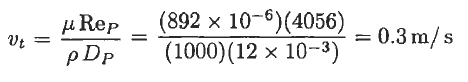 v_t = μ Re_P / ρ D_P = (892 × 10^−6)(4056) / (1000)(12 × 10^−3) = 0.3 m/s